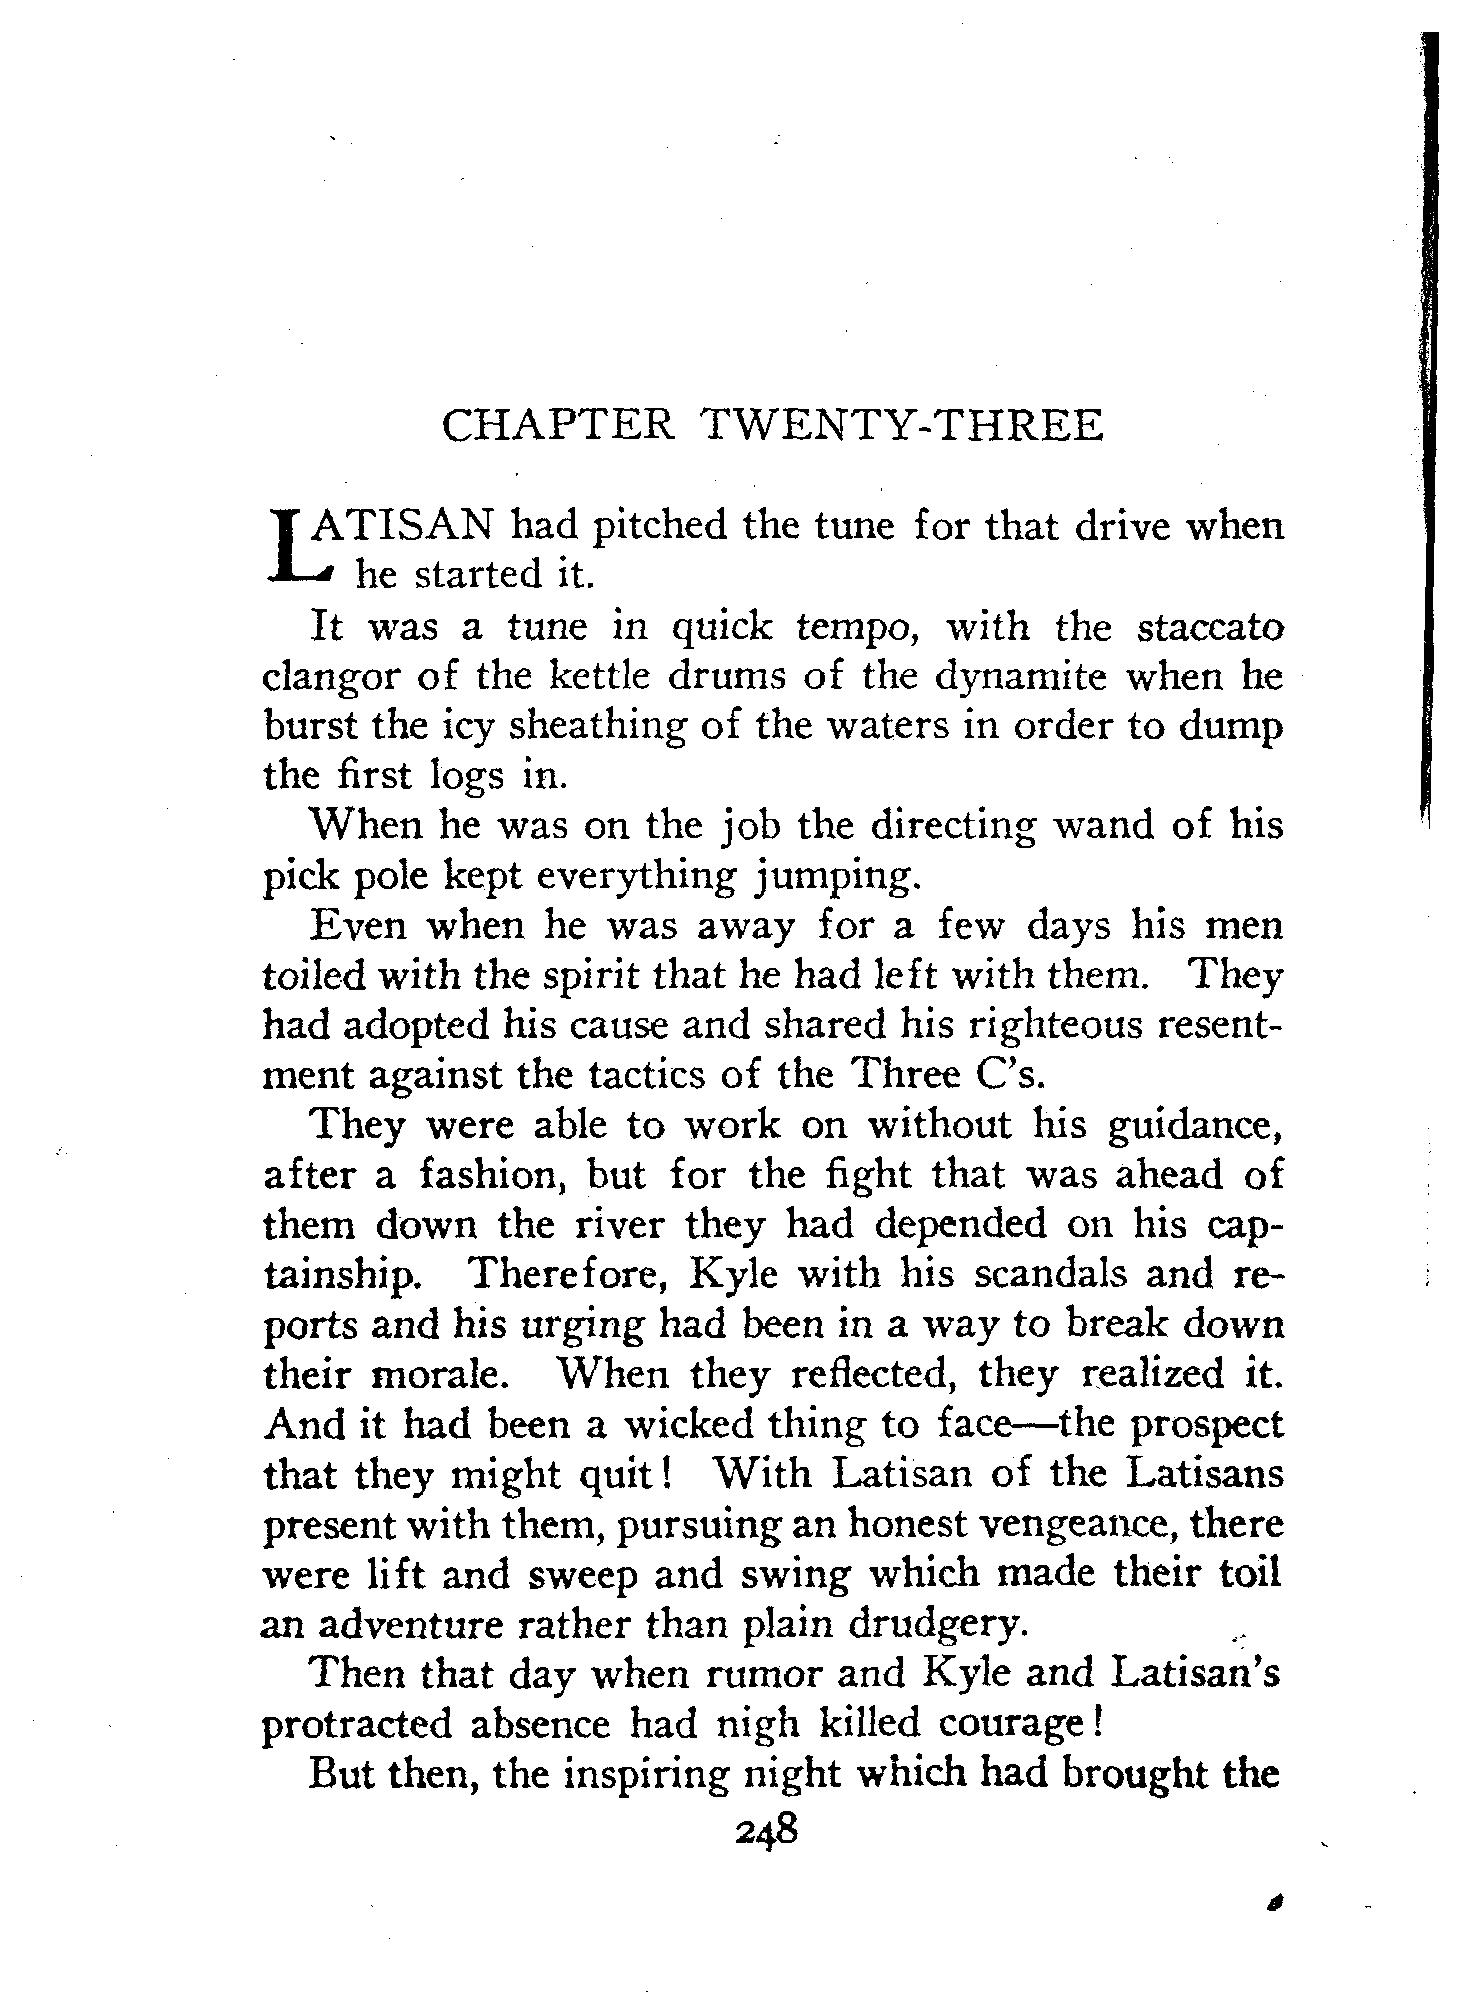 CHAPTER TWENTY-THREE
LATISAN had pitched the tune for that drive when
he started it.
It was a tune in quick tempo, with the staccato
clangor of the kettle drums of the dynamite when he
burst the icy sheathing of the waters in order to dump
the first logs in.
When he was on the job the directing wand of his
pick pole kept everything jumping.
Even when he was away for a few days his men
toiled with the spirit that he had left with them. They
had adopted his cause and shared his righteous resent-
ment against the tactics of the Three C's.
They were able to work on without his guidance,
after a fashion, but for the fight that was ahead of
them down the river they had depended on his cap-
tainship. Therefore, Kyle with his scandals and re-
ports and his urging had been in a way to break down
their morale. When they reflected, they realized it.
And it had been a wicked thing to face—the prospect
that they might quit! With Latisan of the Latisans
present with them, pursuing an honest vengeance, there
were lift and sweep and swing which made their toil
an adventure rather than plain drudgery.
Then that day when rumor and Kyle and Latisan's
protracted absence had nigh killed courage!
But then, the inspiring night which had brought the
248